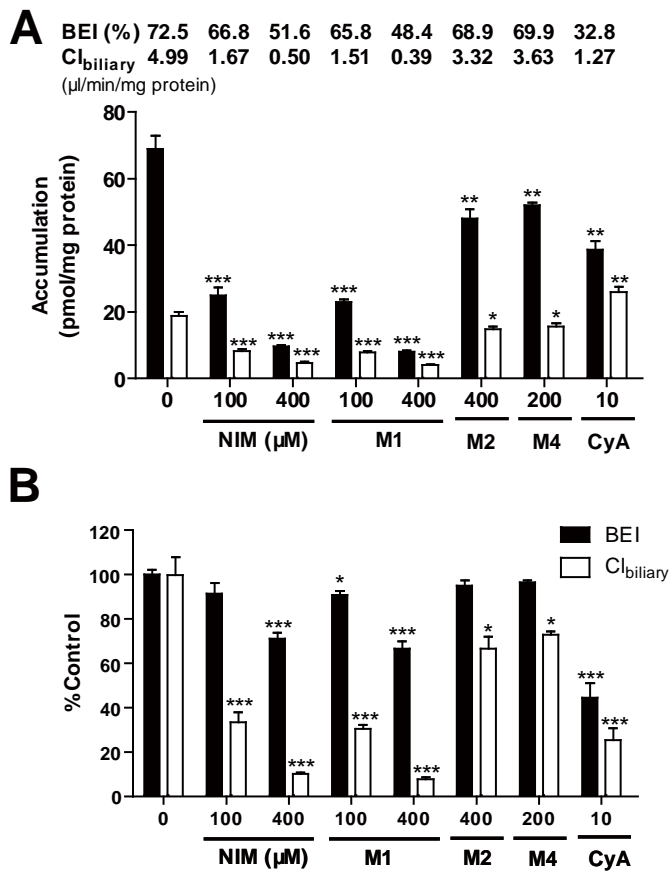 A
BEI (%) 72.5 66.8 51.6 65.8 48.4 68.9 69.9 32.8
Clbiliary 4.99 1.67 0.50 1.51 0.39 3.32 3.63 1.27
(µl/min/mg protein)
Accumulation
(pmol/mg protein)
80
60
40
20
0
*** *** *** *** *** *** *** *** ** * ** * ** **
0 100 400 100 400 400 200 10
NIM (µM) M1 M2 M4 CyA
B
BEI
Clbiliary
%Control
120
100
80
60
40
20
0
*** *** *** * *** *** *** * * *** ***
0 100 400 100 400 400 200 10
NIM (µM) M1 M2 M4 CyA